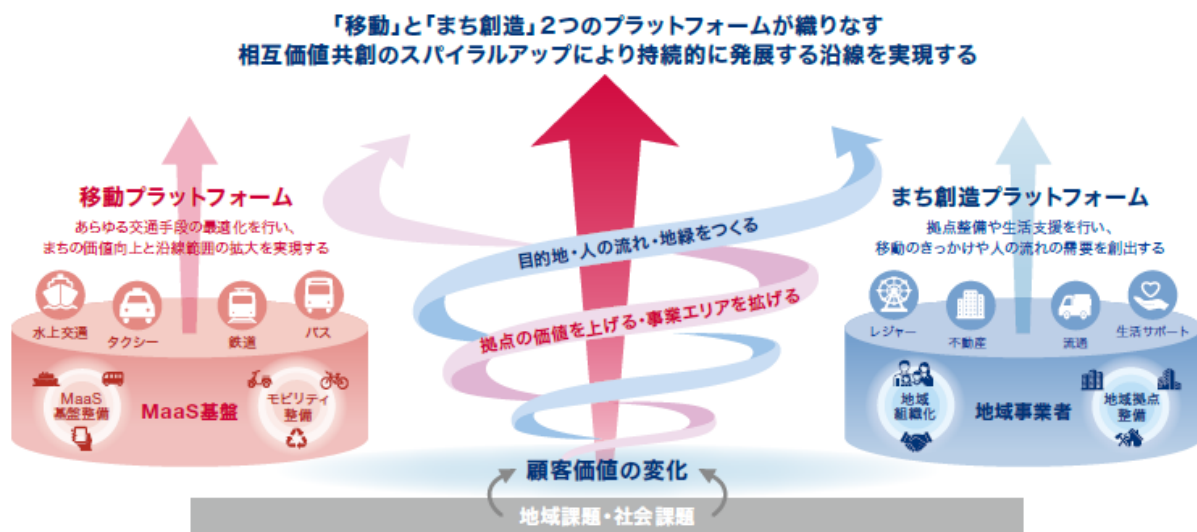 「移動」と「まち創造」2つのプラットフォームが織りなす
相互価値共創のスパイラルアップにより持続的に発展する沿線を実現する
移動プラットフォーム
あらゆる交通手段の最適化を行い、
まちの価値向上と沿線範囲の拡大を実現する
水上交通
タクシー
鉄道
バス
MaaS
基盤整備
MaaS基盤
モビリティ
整備
目的地・人の流れ・地縁をつくる
拠点の価値を上げる・事業エリアを拡げる
まち創造プラットフォーム
拠点整備や生活支援を行い、
移動のきっかけや人の流れの需要を創出する
レジャー
不動産
流通
生活サポート
地域
組織化
地域事業者
地域拠点
整備
顧客価値の変化
地域課題・社会課題